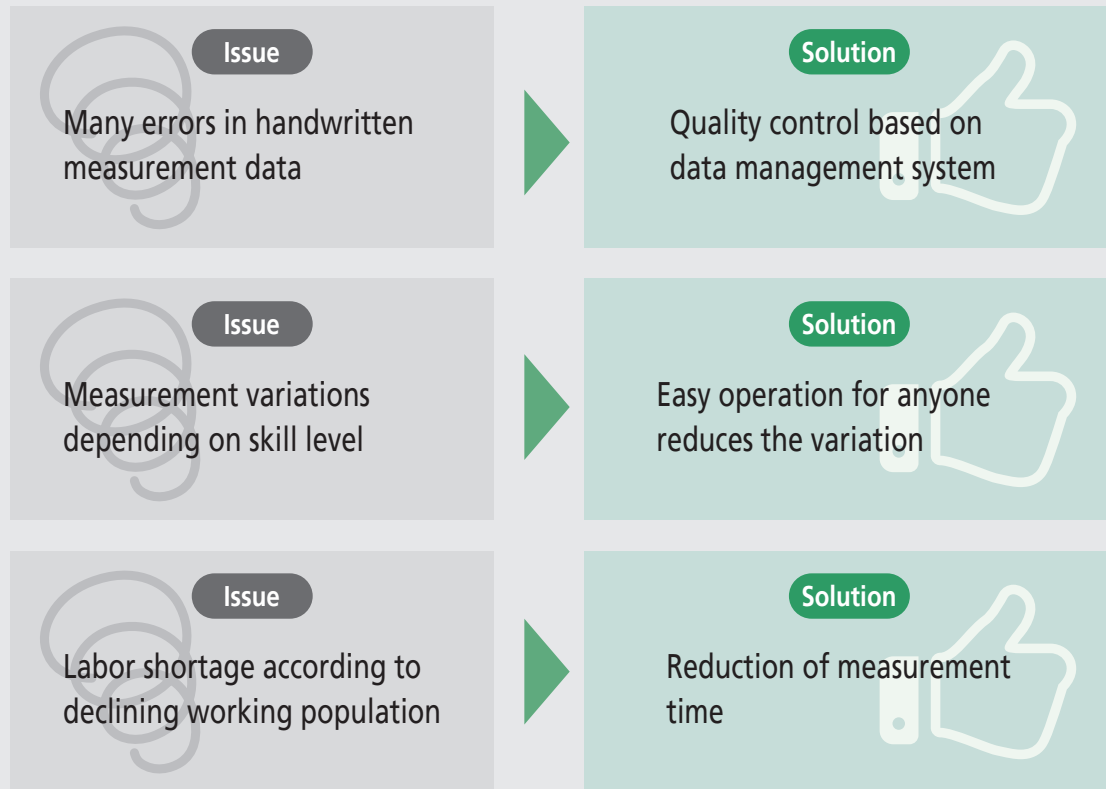 Issue
Many errors in handwritten
measurement data
Solution
Quality control based on
data management system
Issue
Measurement variations
depending on skill level
Solution
Easy operation for anyone
reduces the variation
Issue
Labor shortage according to
declining working population
Solution
Reduction of measurement
time